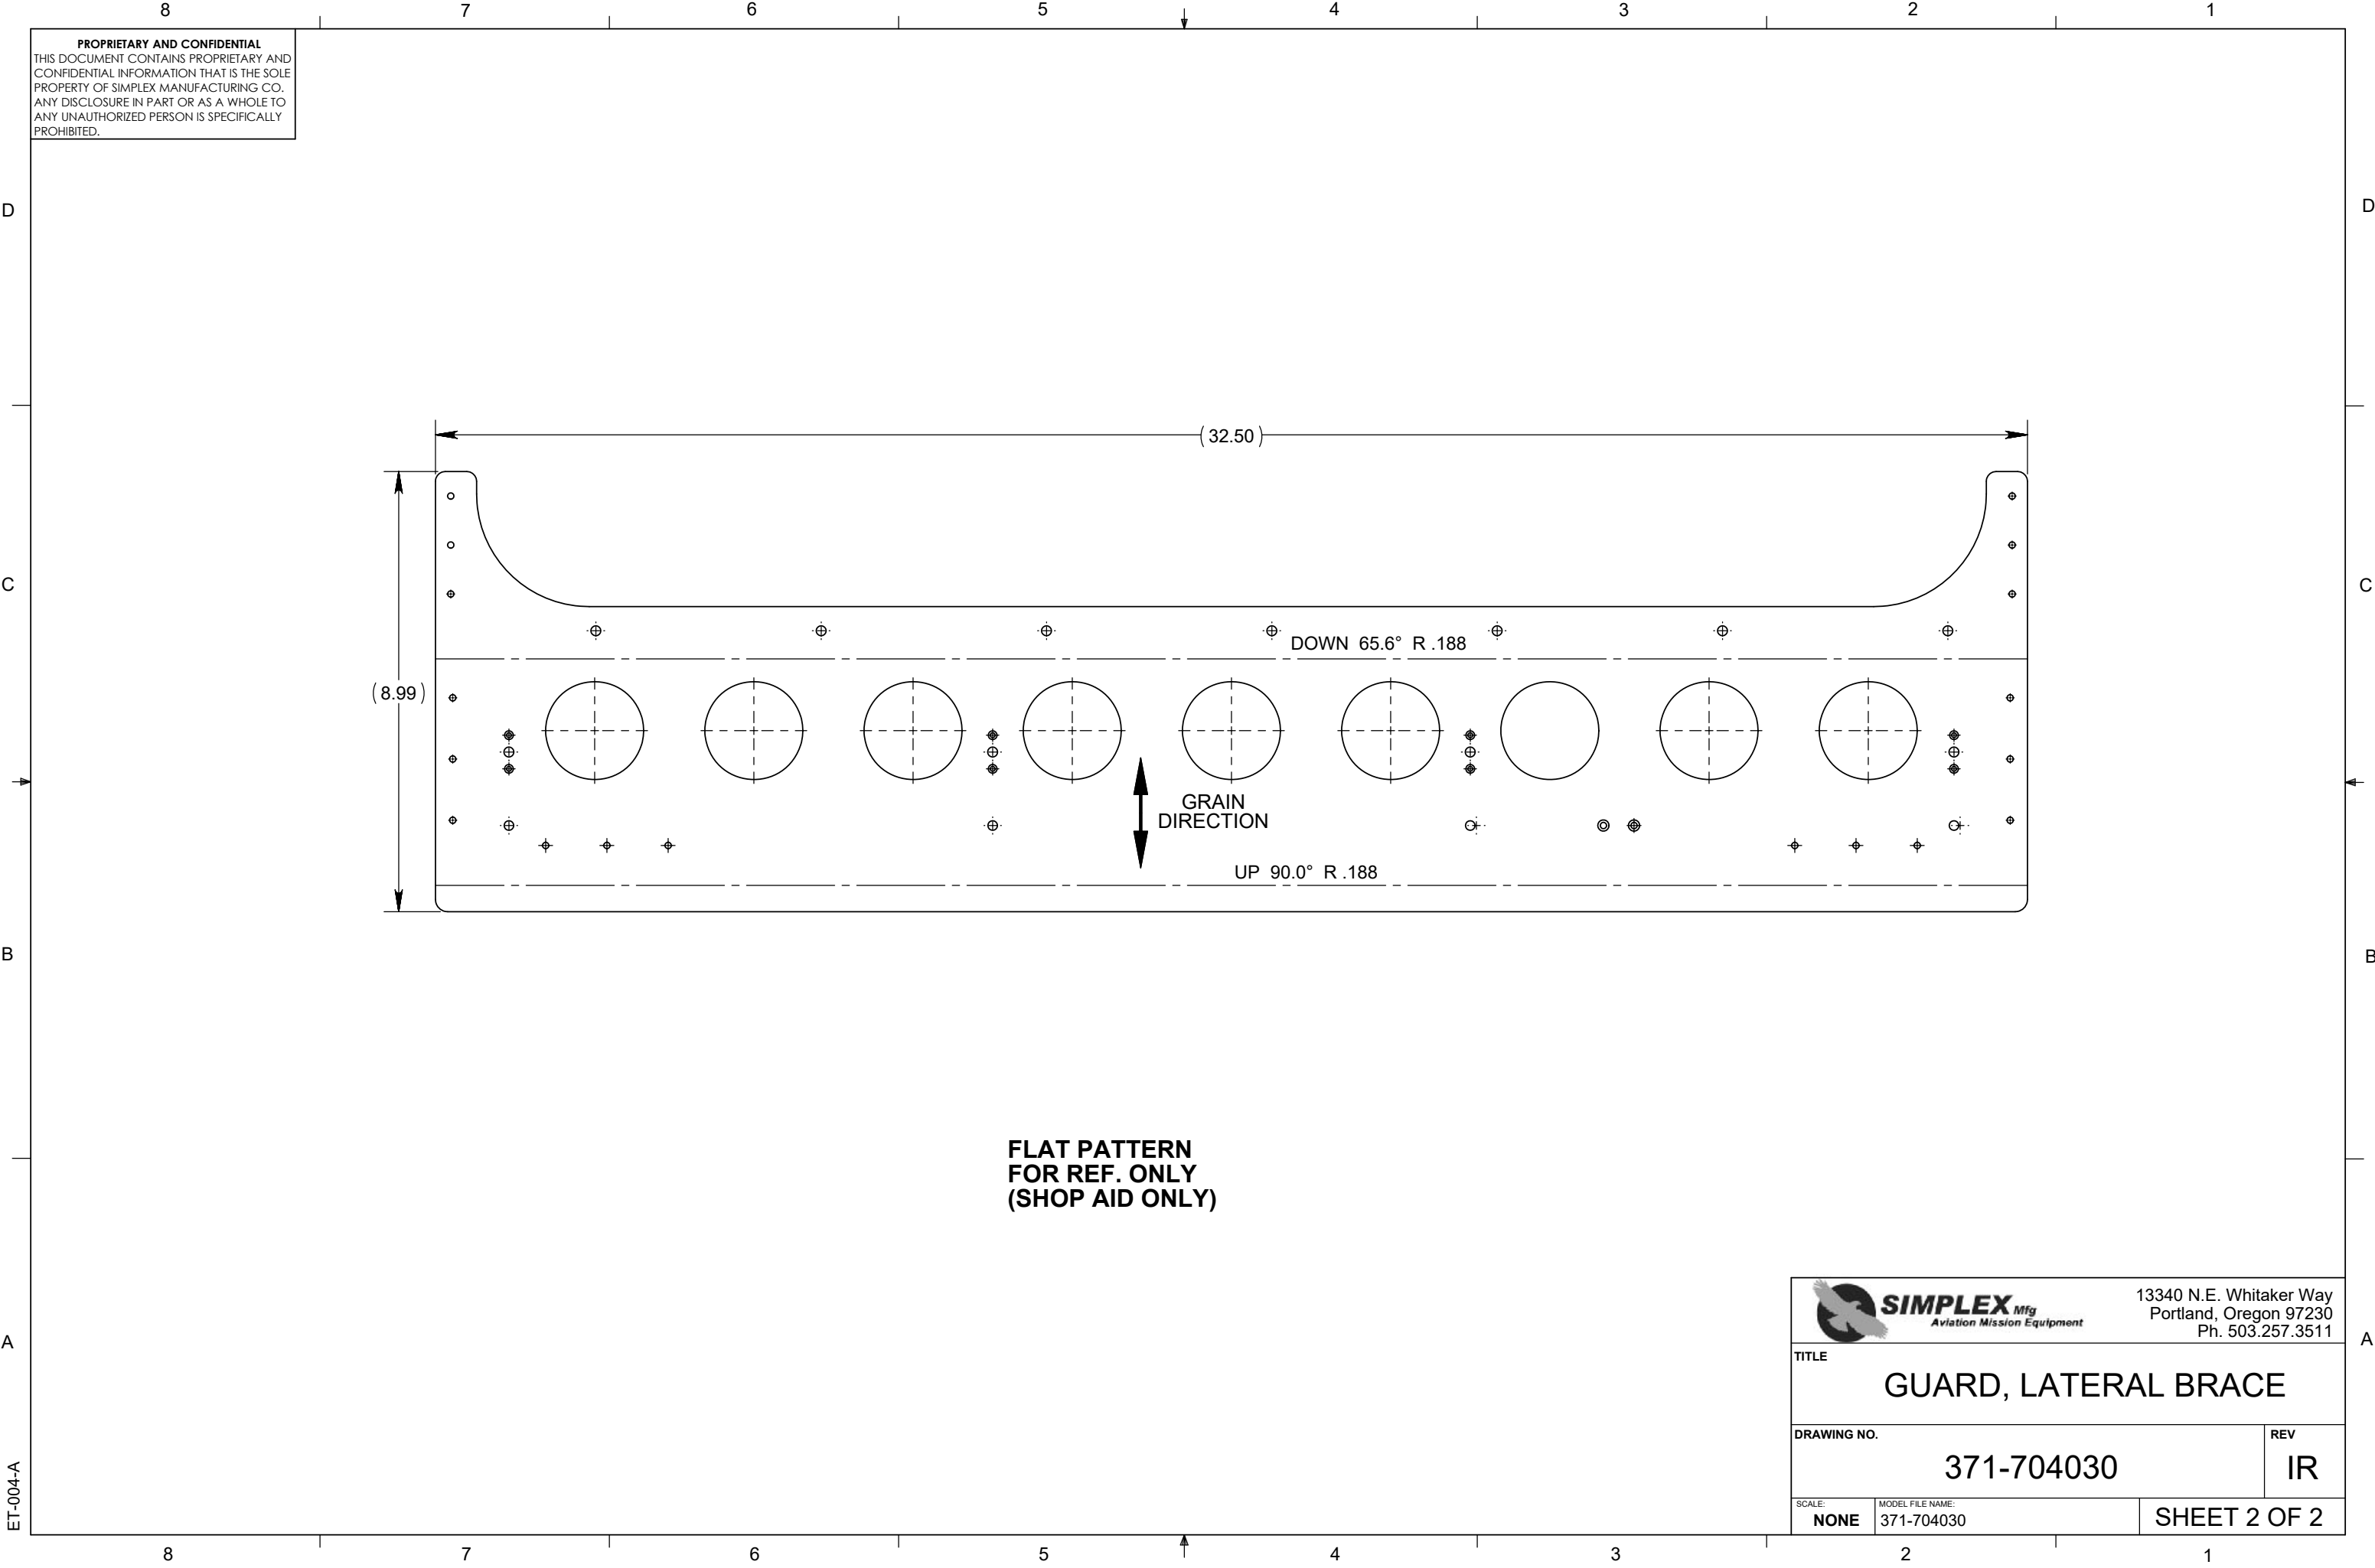 8 7 6 5 4 3 2 1
PROPRIETARY AND CONFIDENTIAL
THIS DOCUMENT CONTAINS PROPRIETARY AND
CONFIDENTIAL INFORMATION THAT IS THE SOLE
PROPERTY OF SIMPLEX MANUFACTURING CO.
ANY DISCLOSURE IN PART OR AS A WHOLE TO
ANY UNAUTHORIZED PERSON IS SPECIFICALLY
PROHIBITED.
D D
(32.50)
C C
DOWN 65.6° R .188
(8.99)
GRAIN
DIRECTION
UP 90.0° R .188
B B
FLAT PATTERN
FOR REF. ONLY
(SHOP AID ONLY)
A A
SIMPLEX Mfg
Aviation Mission Equipment
13340 N.E. Whitaker Way
Portland, Oregon 97230
Ph. 503.257.3511
TITLE
GUARD, LATERAL BRACE
DRAWING NO.
371-704030
REV
IR
SCALE:
NONE
MODEL FILE NAME:
371-704030
SHEET 2 OF 2
ET-004-A
8 7 6 5 4 3 2 1